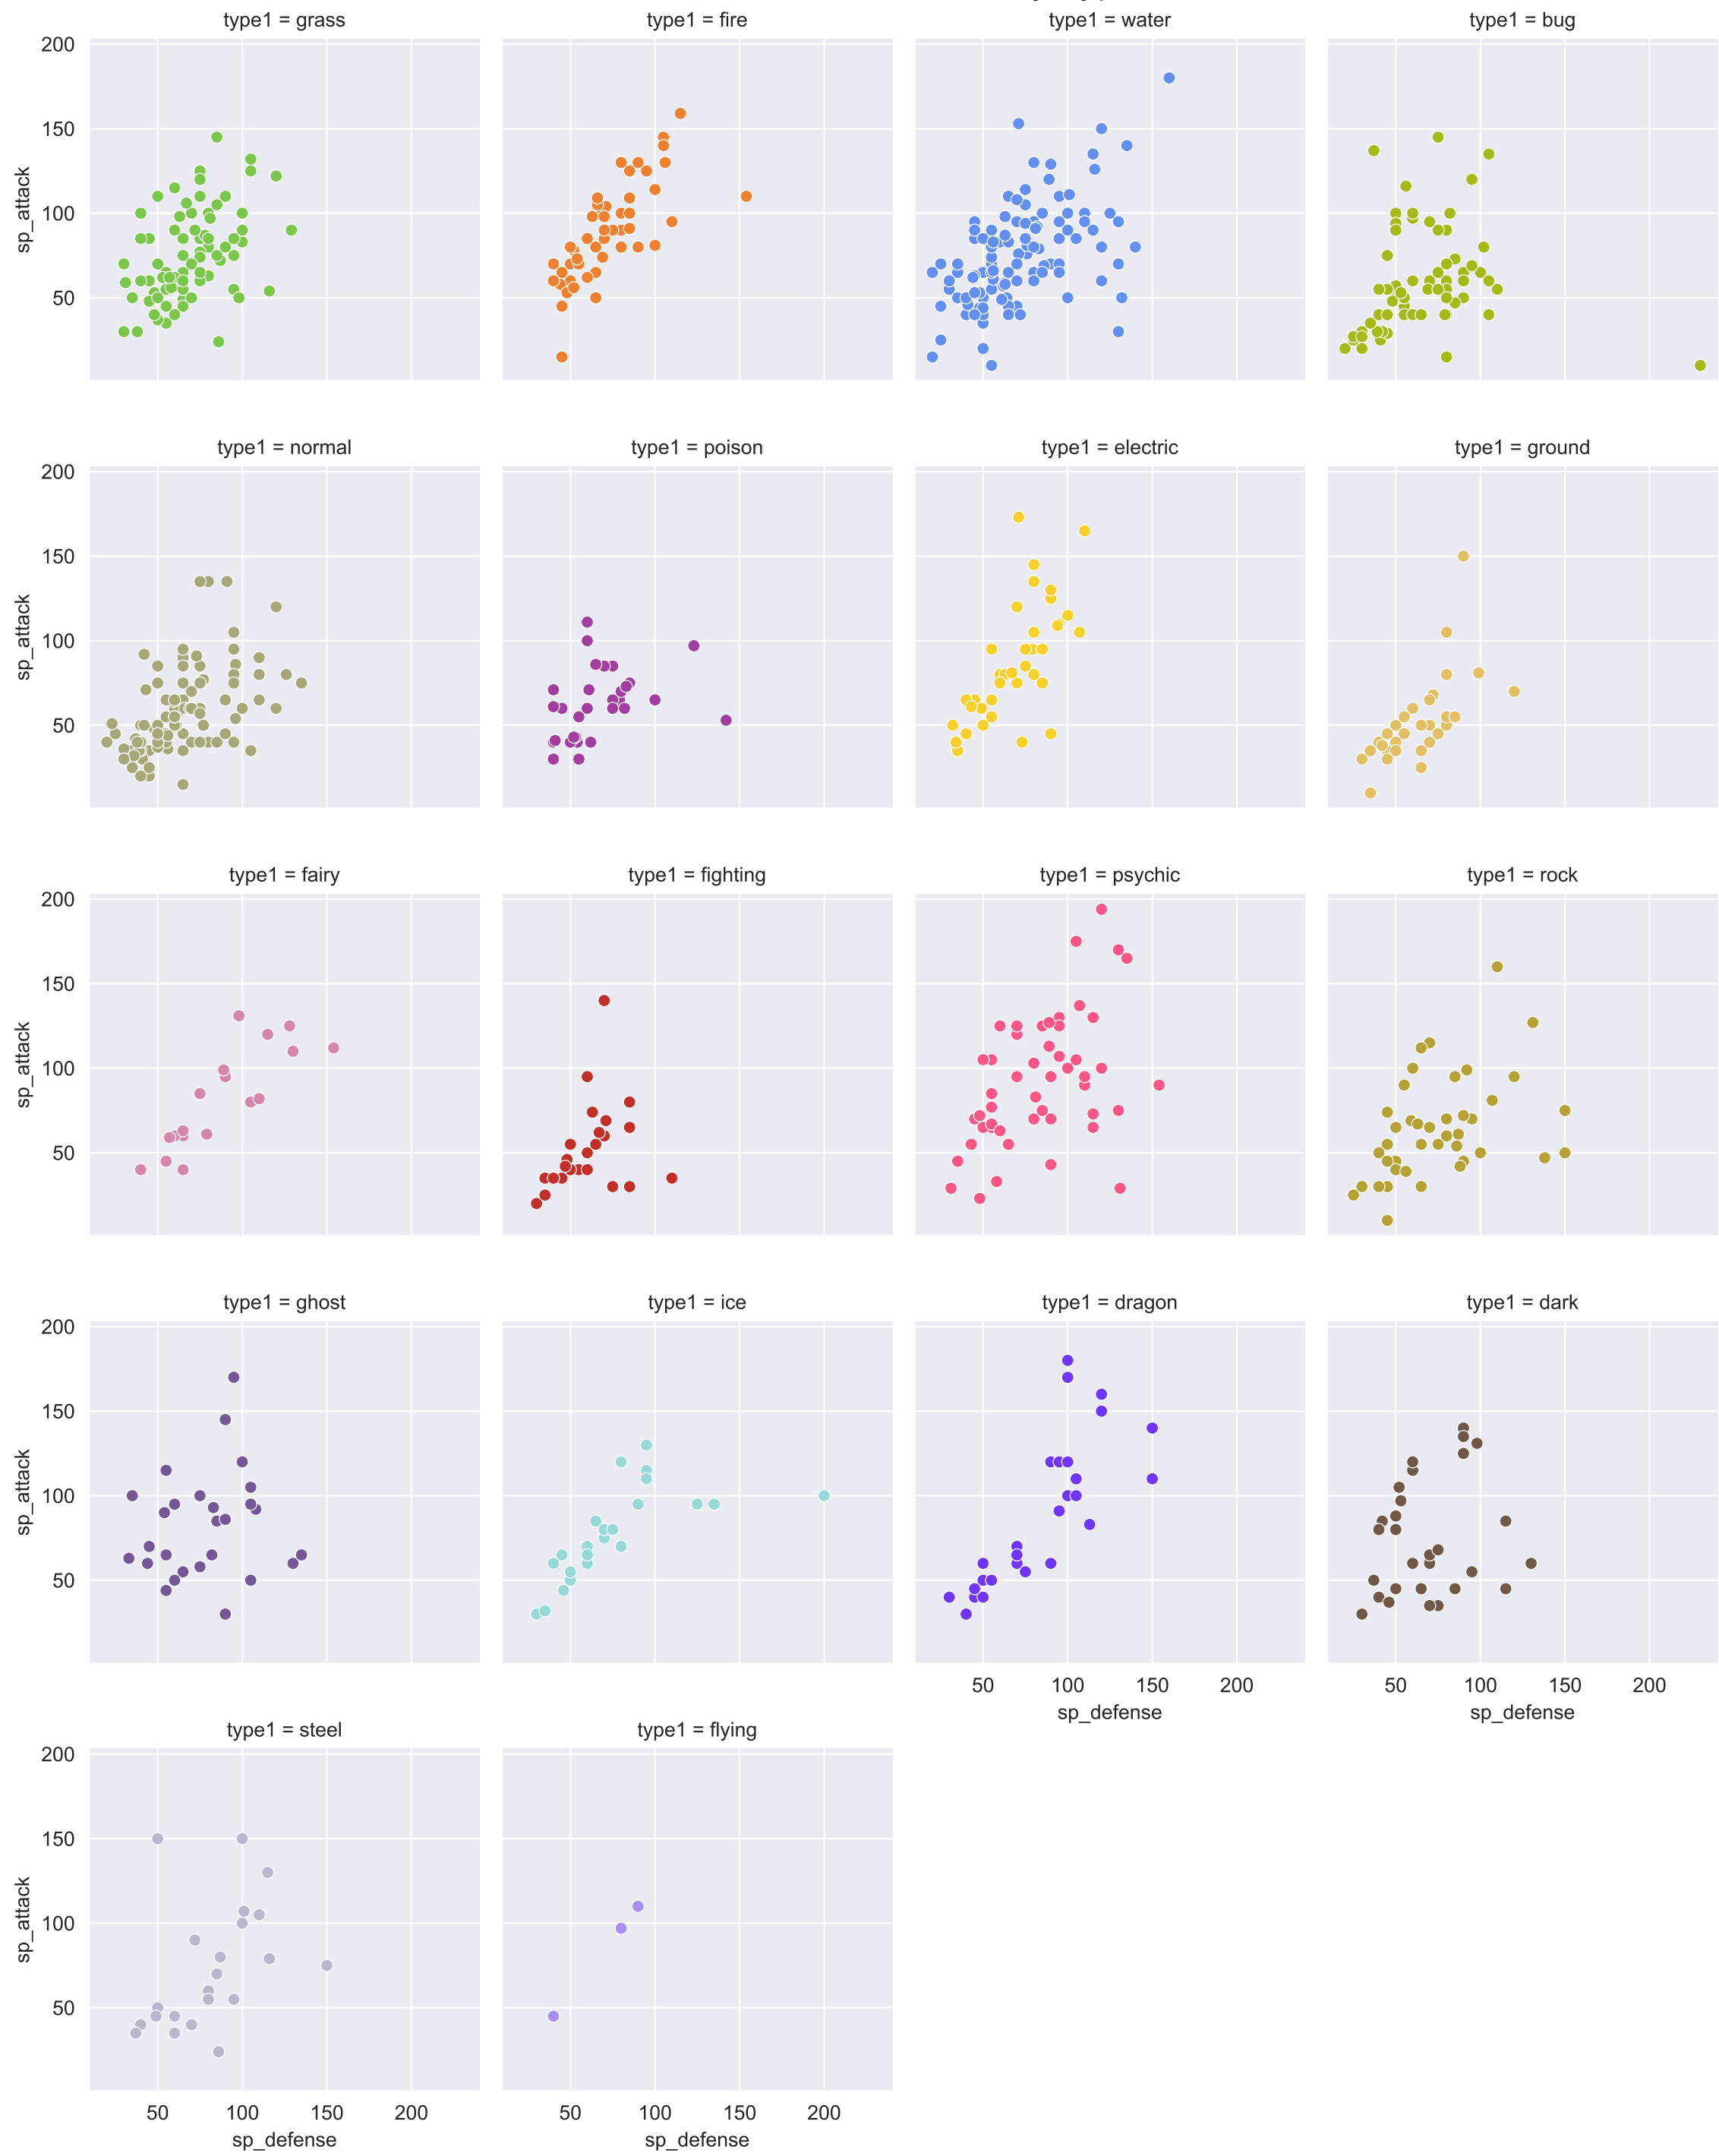 type1 = grass
type1 = fire
type1 = water
type1 = bug
200
150
100
50
sp_attack
type1 = normal
type1 = poison
type1 = electric
type1 = ground
200
150
100
50
sp_attack
type1 = fairy
type1 = fighting
type1 = psychic
type1 = rock
200
150
100
50
sp_attack
type1 = ghost
type1 = ice
type1 = dragon
type1 = dark
200
150
100
50
sp_attack
50 100 150 200
sp_defense
50 100 150 200
sp_defense
type1 = steel
type1 = flying
200
150
100
50
sp_attack
50 100 150 200
sp_defense
50 100 150 200
sp_defense